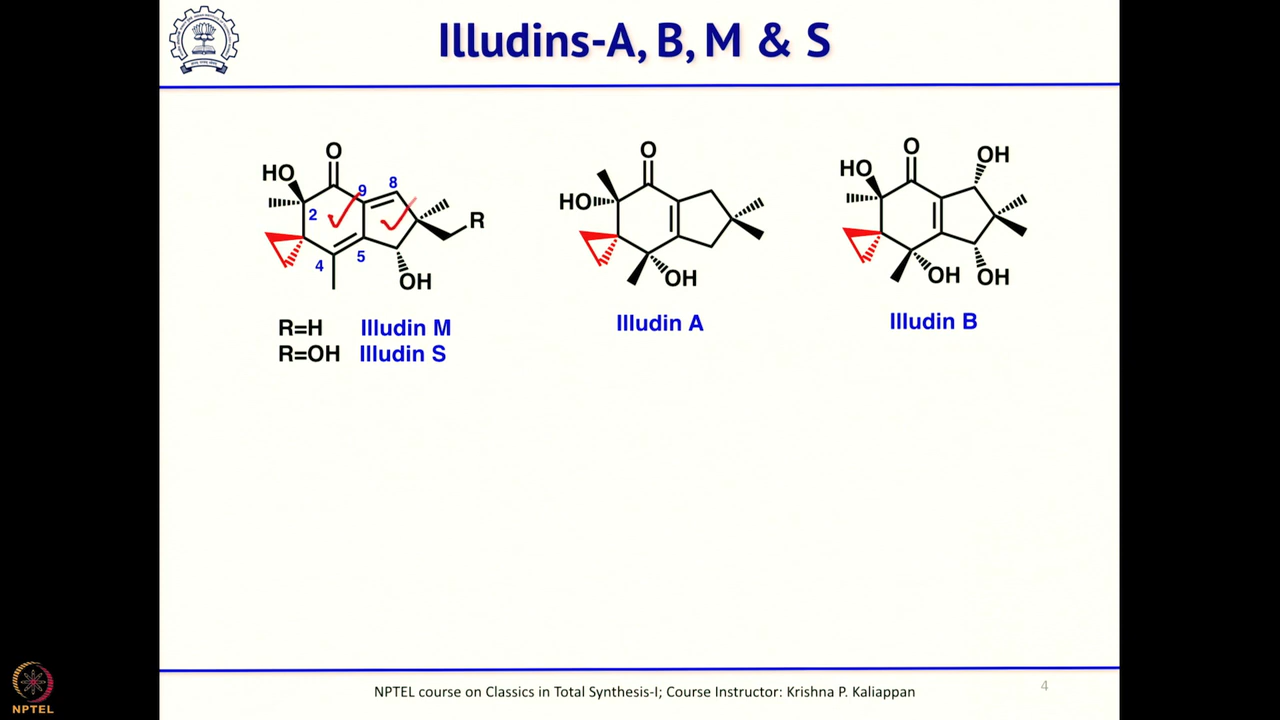 Illudins-A, B, M & S
O
HO
9
8
2
R
4
5
OH
R=H Illudin M
R=OH Illudin S
O
HO
OH
Illudin A
O
HO
OH
OH
OH
Illudin B
NPTEL course on Classics in Total Synthesis-I; Course Instructor: Krishna P. Kaliappan
4
NPTEL